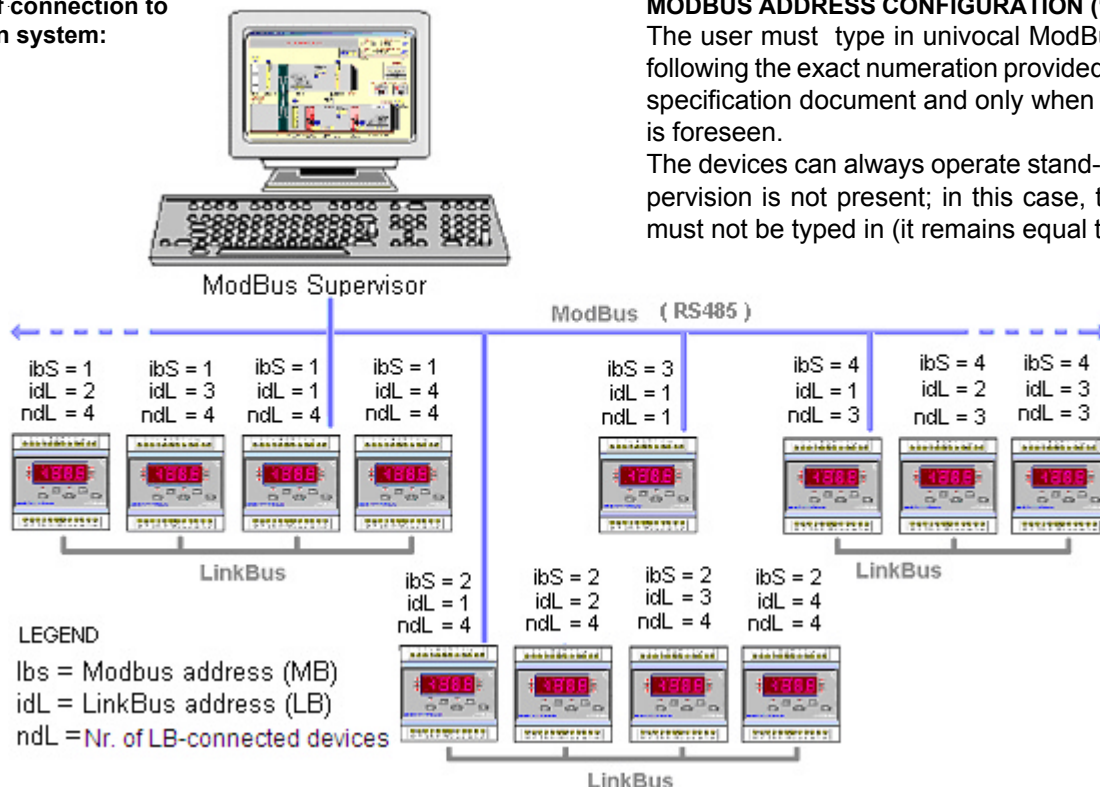 connection to
system:
MODBUS ADDRESS CONFIGURATION
The user must type in univocal
following the exact numeration provided
specification document and only when
is foreseen.
The devices can always operate stand-
pervision is not present; in this case,
must not be typed in (it remains equal
ModBus Supervisor
ModBus ( RS485 )
ibS = 1
idL = 2
ndL = 4
ibS = 1
idL = 3
ndL = 4
ibS = 1
idL = 1
ndL = 4
ibS = 1
idL = 4
ndL = 4
ibS = 3
idL = 1
ndL = 1
ibS = 4
idL = 1
ndL = 3
ibS = 4
idL = 2
ndL = 3
ibS = 4
idL = 3
ndL = 3
LinkBus
LinkBus
ibS = 2
idL = 1
ndL = 4
ibS = 2
idL = 2
ndL = 4
ibS = 2
idL = 3
ndL = 4
ibS = 2
idL = 4
ndL = 4
LinkBus
LEGEND
Ibs = Modbus address (MB)
idL = LinkBus address (LB)
ndL = Nr. of LB-connected devices